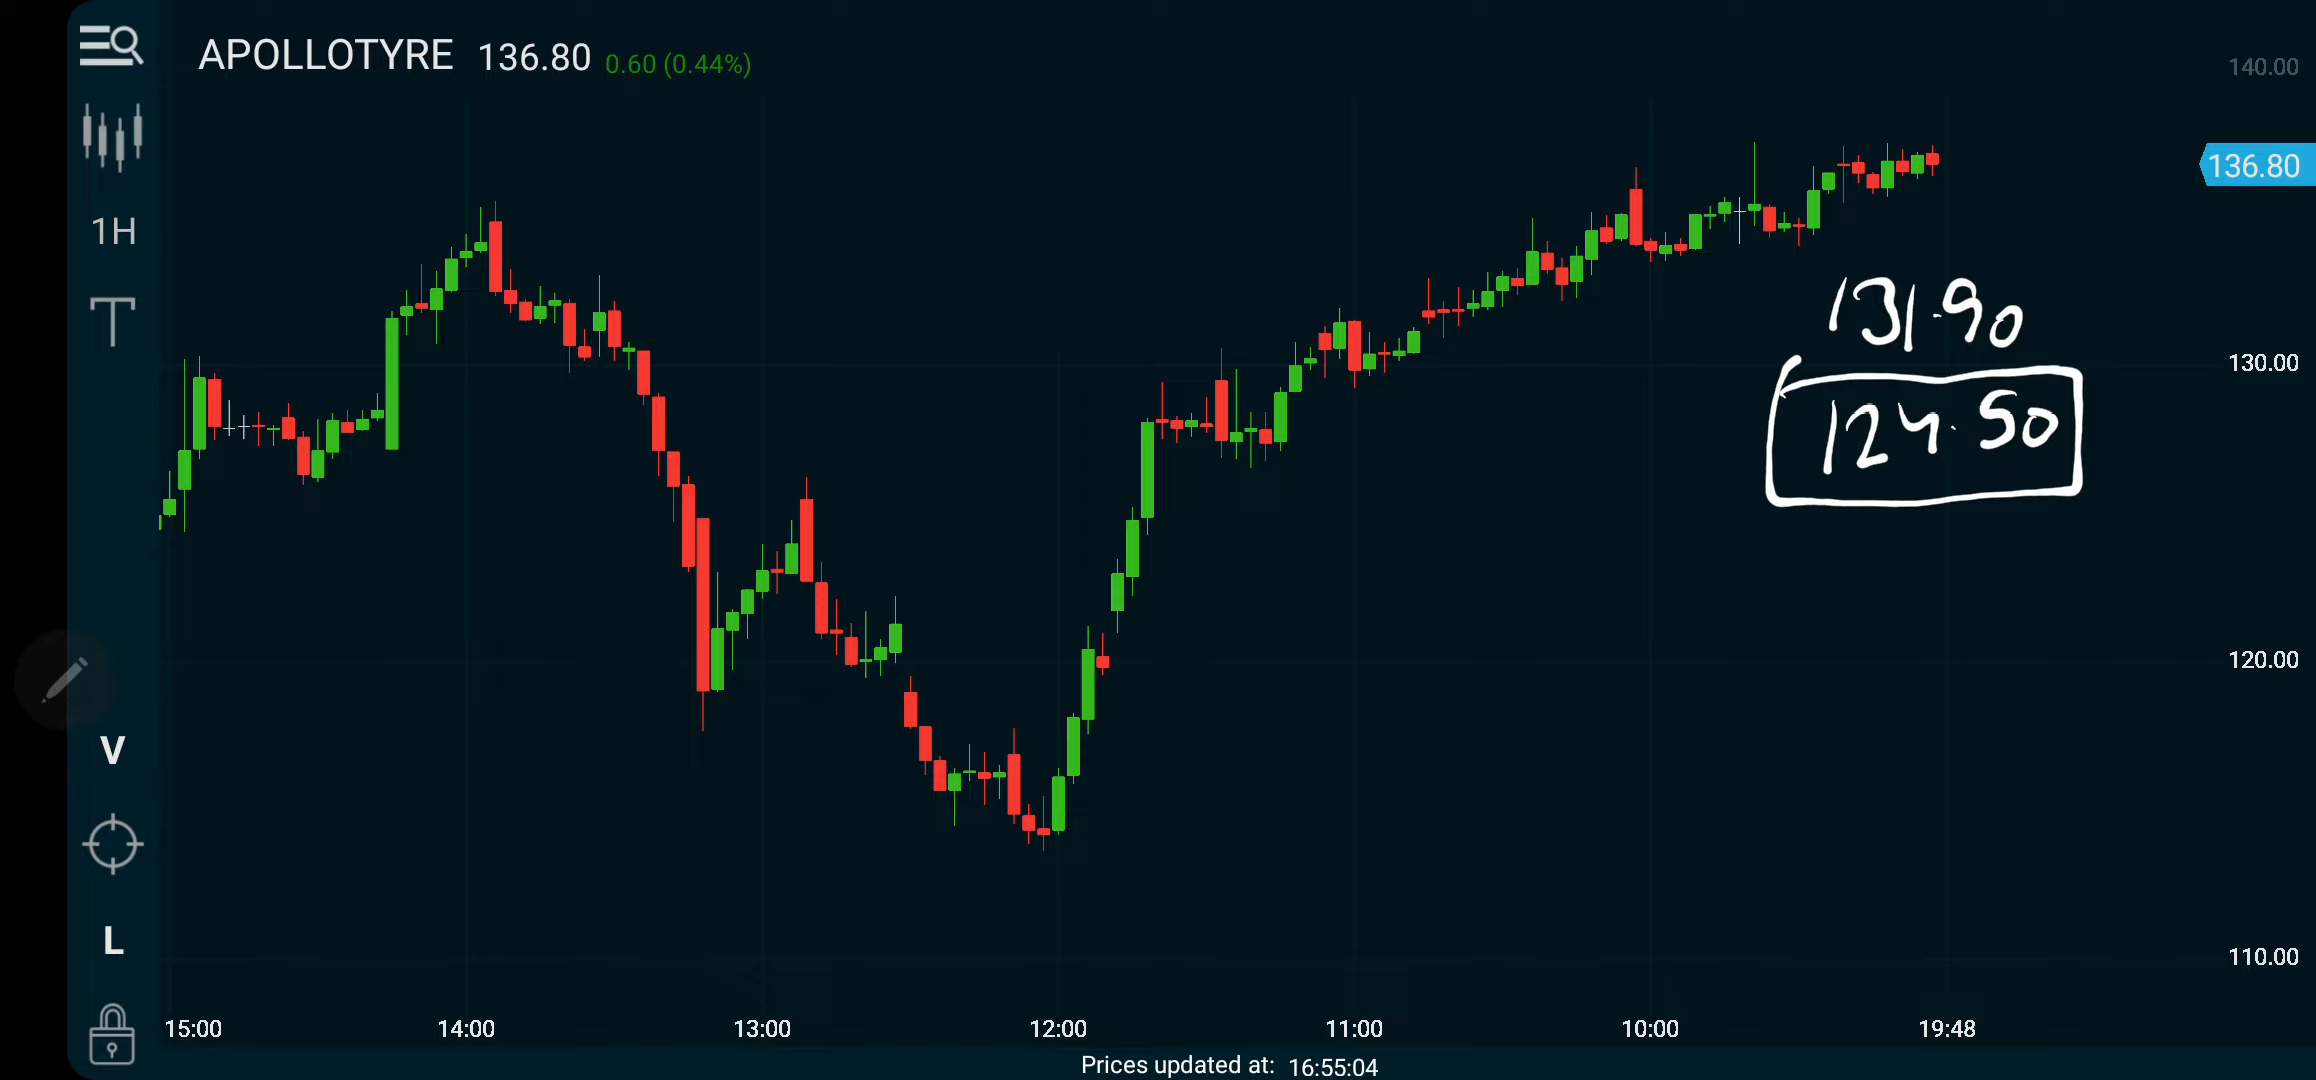 APOLLOTYRE 136.80 0.60 (0.44%)
140.00
136.80
1H
T
131.90
130.00
124.50
120.00
V
L
110.00
15:00 14:00 13:00 12:00 11:00 10:00 19:48
Prices updated at: 16:55:04